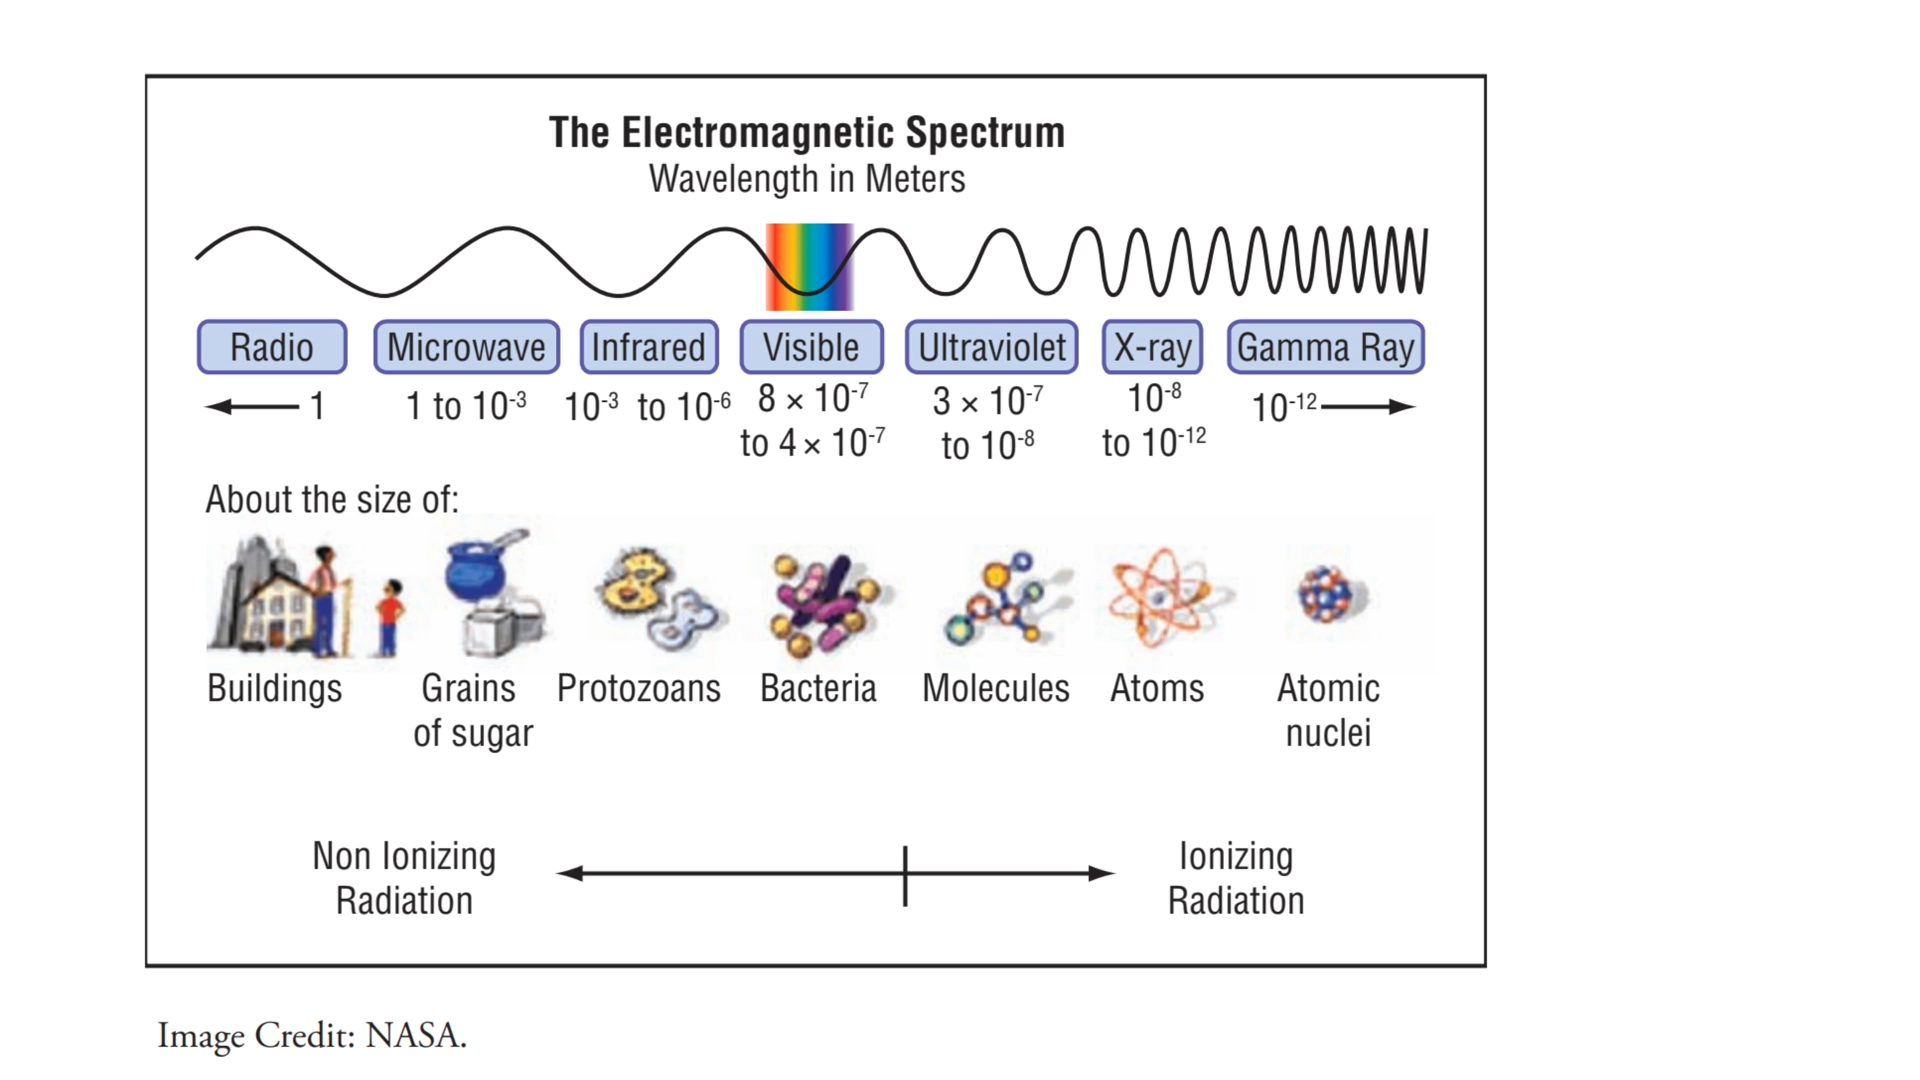 The Electromagnetic Spectrum
Wavelength in Meters
Radio Microwave Infrared Visible Ultraviolet X-ray Gamma Ray
1 1 to 10⁻³ 10⁻³ to 10⁻⁶ 8 × 10⁻⁷ 3 × 10⁻⁷ 10⁻⁸ 10⁻¹²
to 4 × 10⁻⁷ to 10⁻⁸ to 10⁻¹²
About the size of:
Buildings Grains Protozoans Bacteria Molecules Atoms Atomic
of sugar nuclei
Non Ionizing Ionizing
Radiation Radiation
Image Credit: NASA.